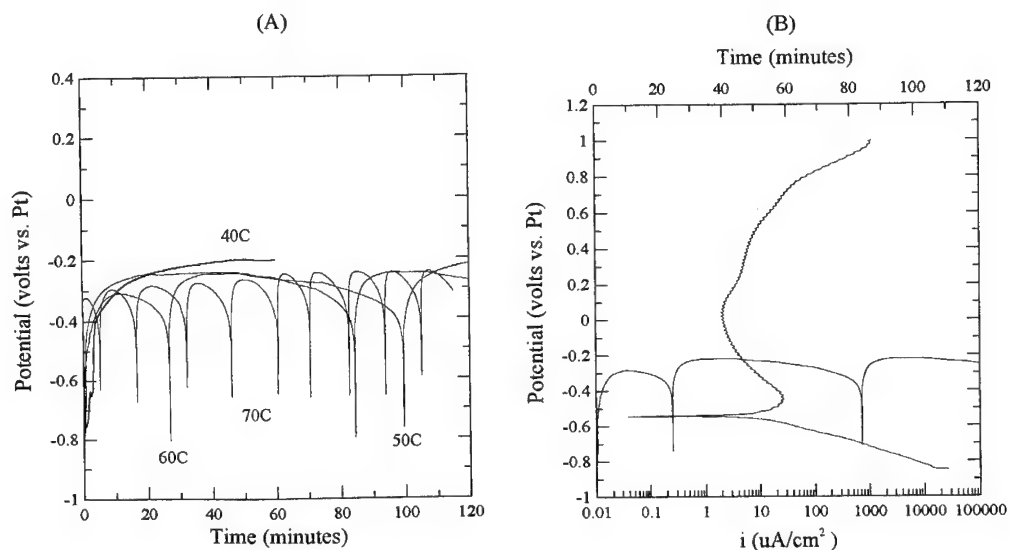 (A)
(B)
Potential (volts vs. Pt)
0.4
0.2
0
-0.2
-0.4
-0.6
-0.8
-1
40C
70C
60C
50C
0 20 40 60 80 100 120
Time (minutes)
Time (minutes)
0 20 40 60 80 100 120
Potential (volts vs. Pt)
1.2
1
0.8
0.6
0.4
0.2
0
-0.2
-0.4
-0.6
-0.8
-1
0.01 0.1 1 10 100 1000 10000 100000
i (uA/cm² )